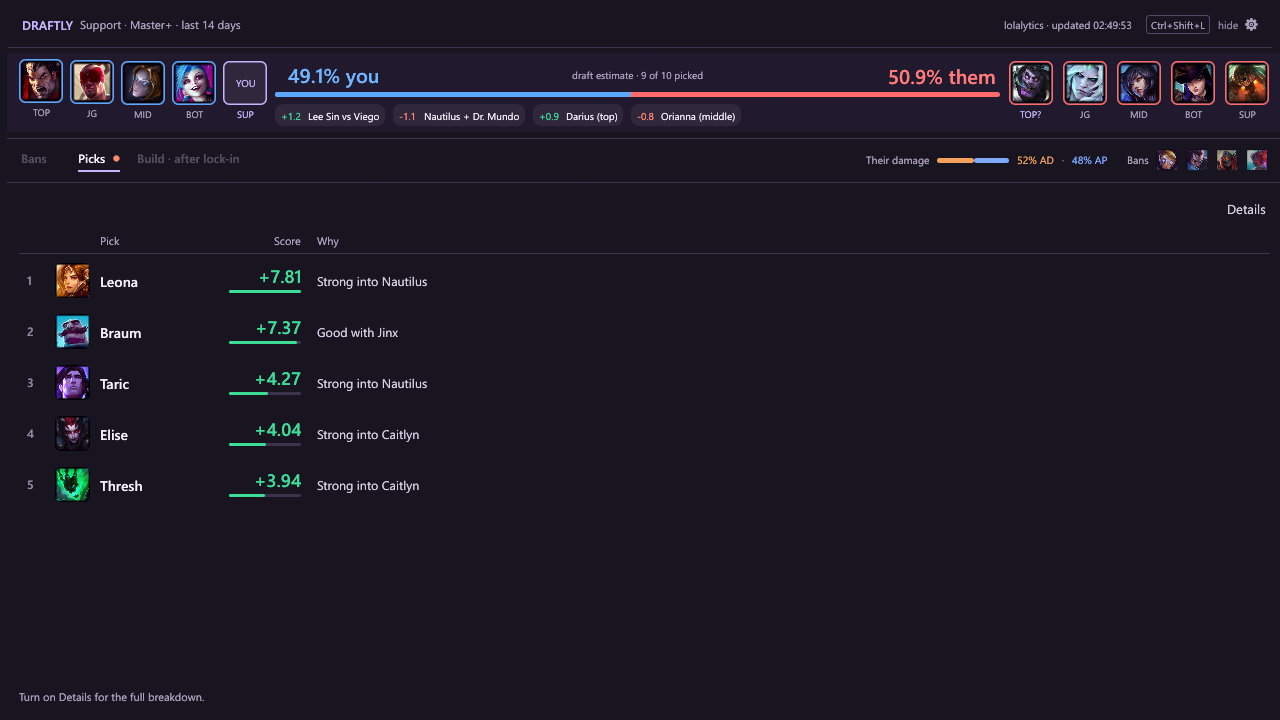 DRAFTLY Support · Master+ · last 14 days
lolalytics · updated 02:49:53 Ctrl+Shift+L hide
TOP JG MID BOT YOU SUP
49.1% you draft estimate · 9 of 10 picked 50.9% them
+1.2 Lee Sin vs Viego -1.1 Nautilus + Dr. Mundo +0.9 Darius (top) -0.8 Orianna (middle)
TOP? JG MID BOT SUP
Bans Picks Build · after lock-in
Their damage 52% AD · 48% AP Bans
Details
Pick Score Why
1 Leona +7.81 Strong into Nautilus
2 Braum +7.37 Good with Jinx
3 Taric +4.27 Strong into Nautilus
4 Elise +4.04 Strong into Caitlyn
5 Thresh +3.94 Strong into Caitlyn
Turn on Details for the full breakdown.